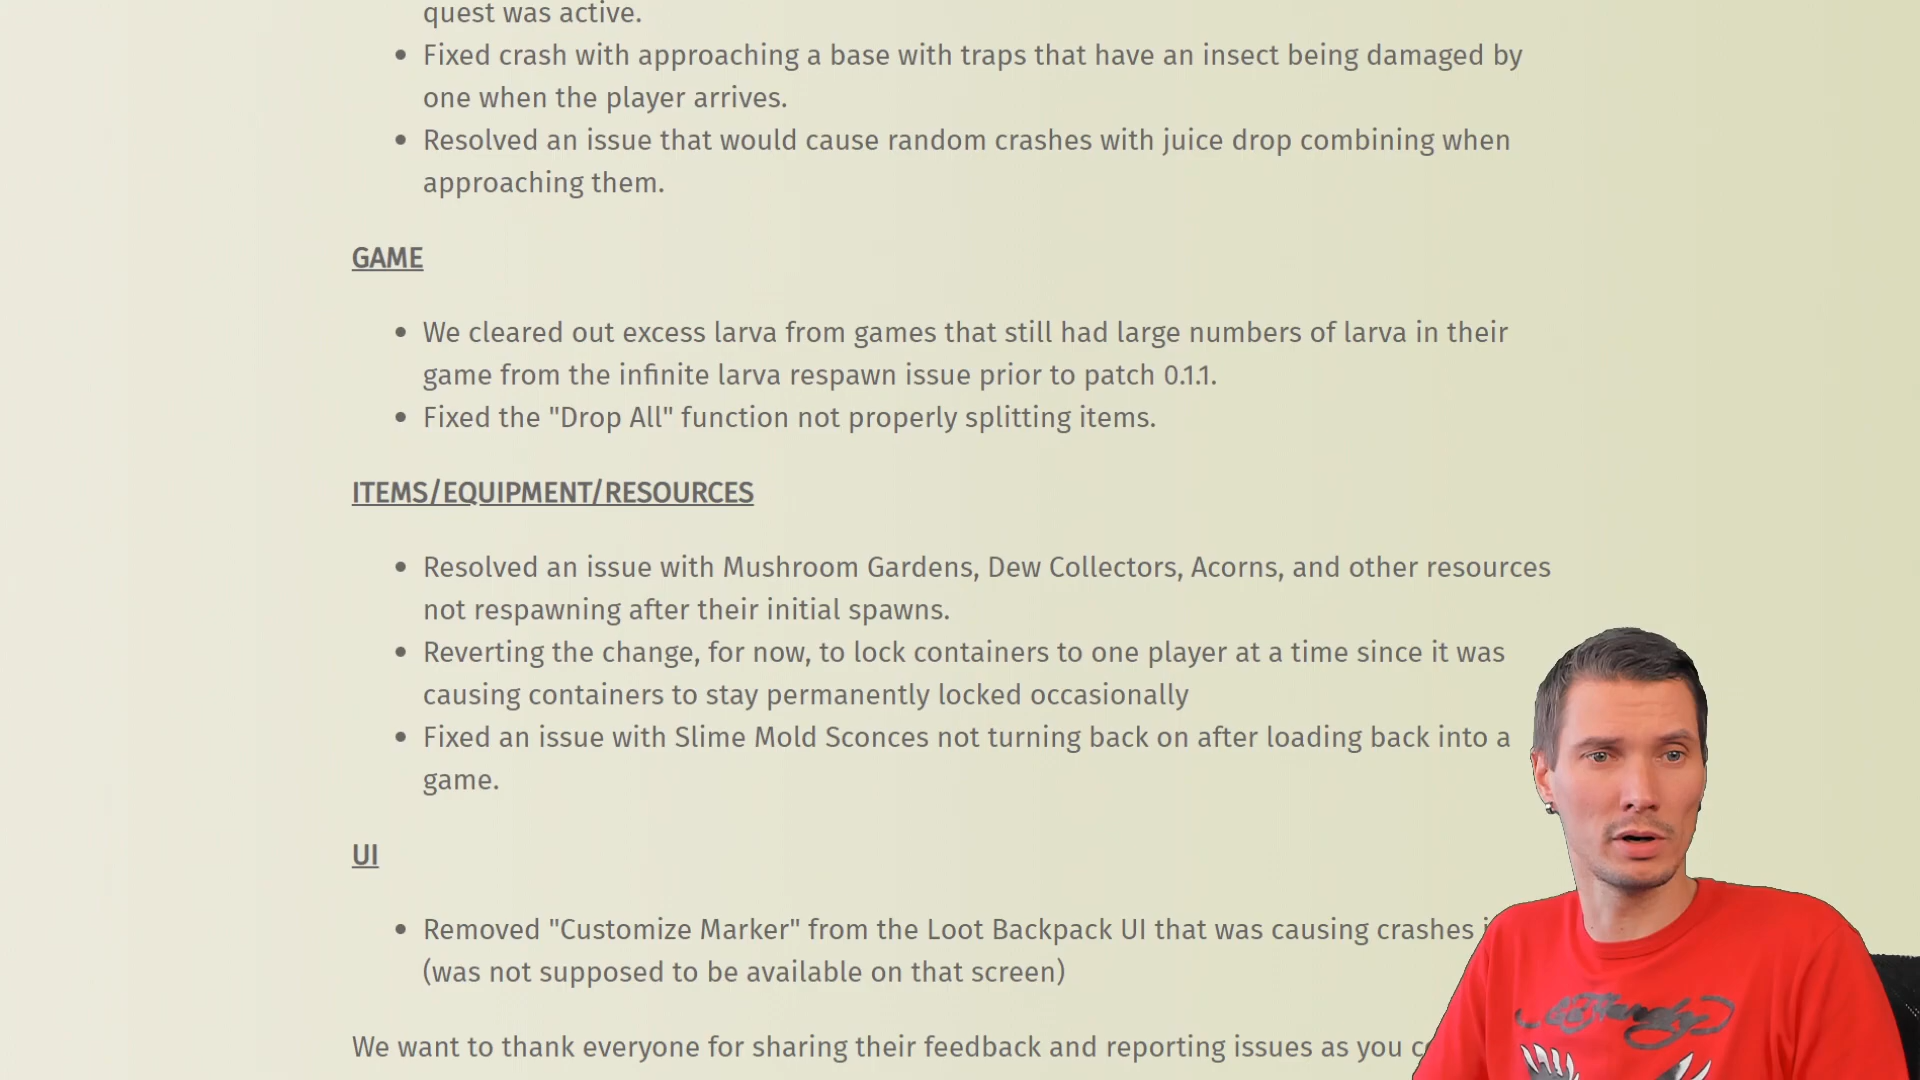 quest was active.
• Fixed crash with approaching a base with traps that have an insect being damaged by
one when the player arrives.
• Resolved an issue that would cause random crashes with juice drop combining when
approaching them.
GAME
• We cleared out excess larva from games that still had large numbers of larva in their
game from the infinite larva respawn issue prior to patch 0.1.1.
• Fixed the "Drop All" function not properly splitting items.
ITEMS/EQUIPMENT/RESOURCES
• Resolved an issue with Mushroom Gardens, Dew Collectors, Acorns, and other resources
not respawning after their initial spawns.
• Reverting the change, for now, to lock containers to one player at a time since it was
causing containers to stay permanently locked occasionally
• Fixed an issue with Slime Mold Sconces not turning back on after loading back into a
game.
UI
• Removed "Customize Marker" from the Loot Backpack UI that was causing crashes
(was not supposed to be available on that screen)
We want to thank everyone for sharing their feedback and reporting issues as you
Ed Hardy